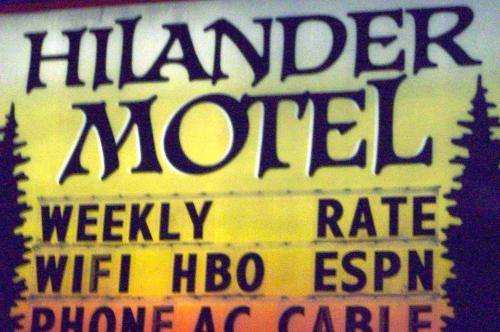 HILANDER
MOTEL
WEEKLY RATE
WIFI HBO ESPN
PHONE AC CABLE